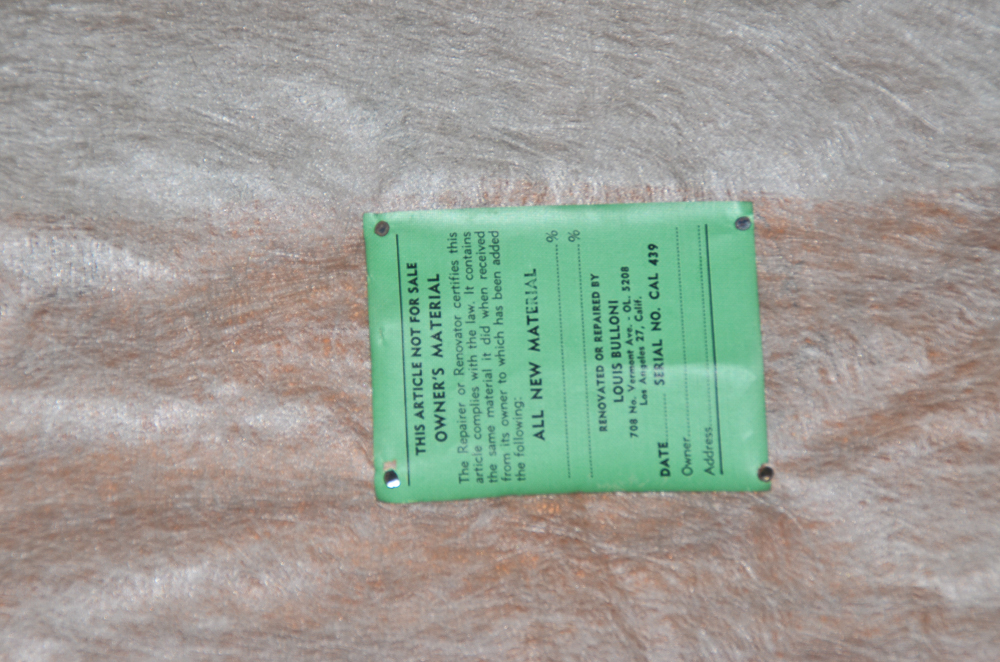 THIS ARTICLE NOT FOR SALE
OWNER'S MATERIAL
The Repairer or Renovator certifies this
article complies with the law. It contains
the same material it did when received
from its owner to which has been added
the following:
ALL NEW MATERIAL
%
%
RENOVATED OR REPAIRED BY
LOUIS BULLONI
708 No. Vermont Ave. - OL. 5208
Los Angeles 27, Calif.
DATE SERIAL NO. CAL 439
Owner
Address